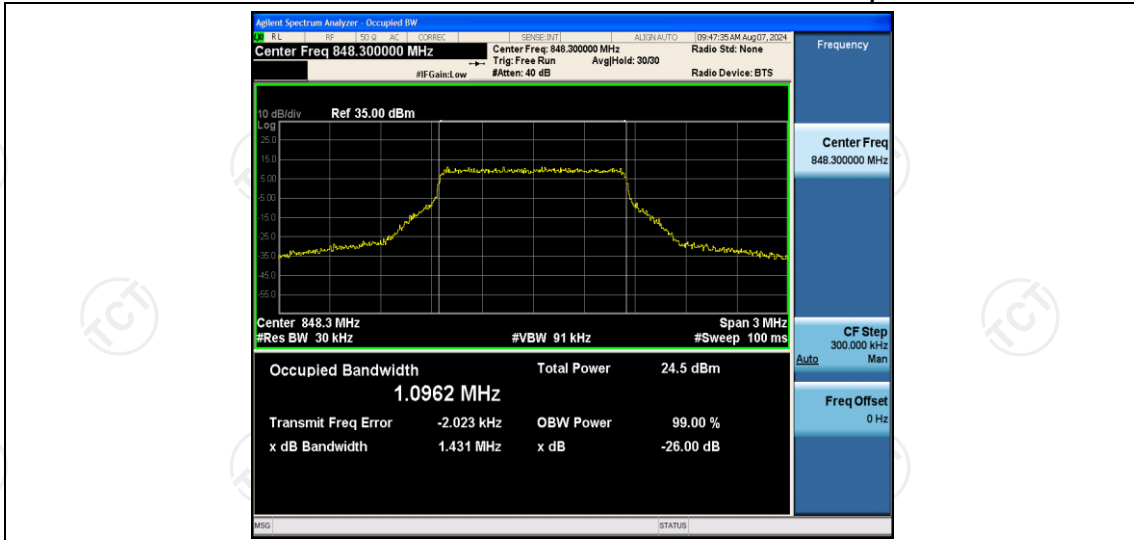 Agilent Spectrum Analyzer - Occupied BW
LXI RL RF 50 Ω AC CORREC SENSE:INT ALIGN AUTO 09:47:35 AM Aug 07, 2024
Center Freq 848.300000 MHz Center Freq: 848.300000 MHz Radio Std: None Frequency
Trig: Free Run Avg|Hold: 30/30
#IFGain:Low #Atten: 40 dB Radio Device: BTS
10 dB/div Ref 35.00 dBm
Log
25.0
15.0
5.00
-5.00
-15.0
-25.0
-35.0
-45.0
-55.0
Center Freq
848.300000 MHz
Center 848.3 MHz Span 3 MHz
#Res BW 30 kHz #VBW 91 kHz #Sweep 100 ms
CF Step
300.000 kHz
Auto Man
Occupied Bandwidth Total Power 24.5 dBm
1.0962 MHz
Freq Offset
0 Hz
Transmit Freq Error -2.023 kHz OBW Power 99.00 %
x dB Bandwidth 1.431 MHz x dB -26.00 dB
MSG STATUS
TCT
TCT
TCT
TCT